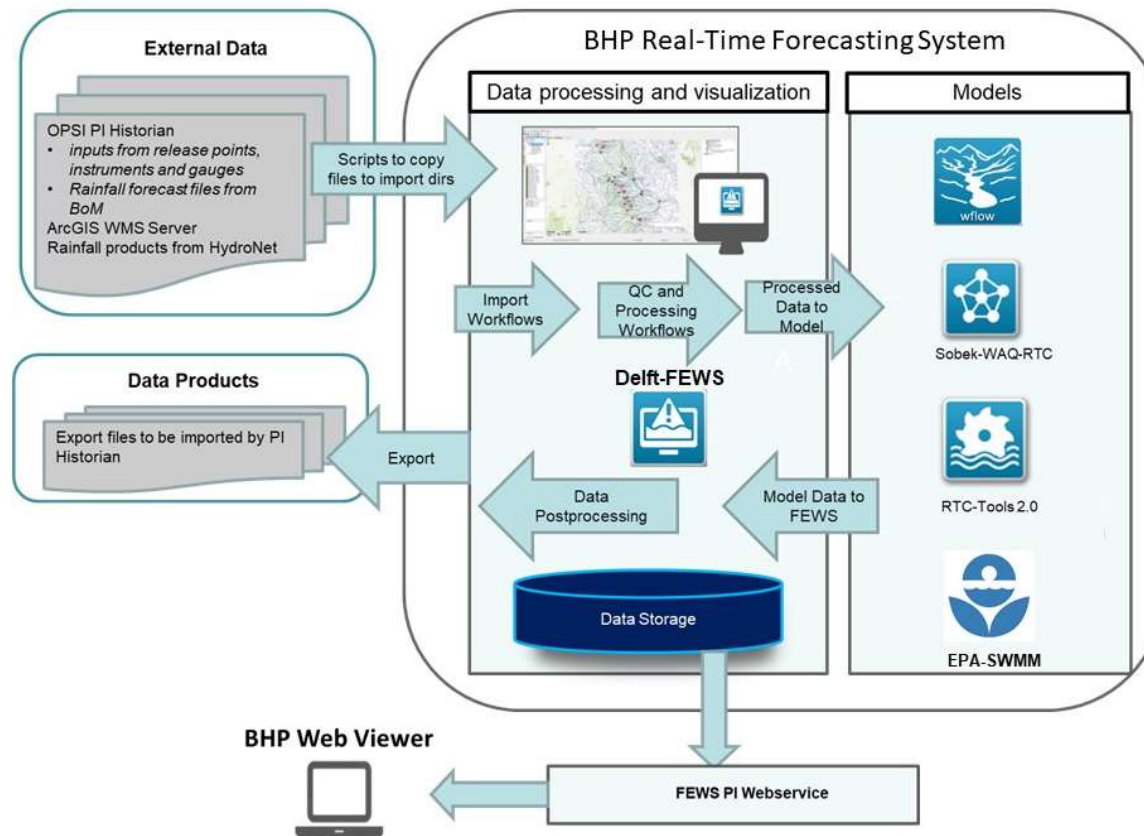 External Data
OPSI PI Historian
• inputs from release points,
instruments and gauges
• Rainfall forecast files from
BoM
ArcGIS WMS Server
Rainfall products from HydroNet
Scripts to copy
files to import dirs
BHP Real-Time Forecasting System
Data processing and visualization
Models
wflow
Import
Workflows
QC and
Processing
Workflows
Processed
Data to
Model
A
Sobek-WAQ-RTC
Delft-FEWS
Data Products
Export files to be imported by PI
Historian
Export
Data
Postprocessing
Model Data to
FEWS
RTC-Tools 2.0
Data Storage
EPA-SWMM
BHP Web Viewer
FEWS PI Webservice